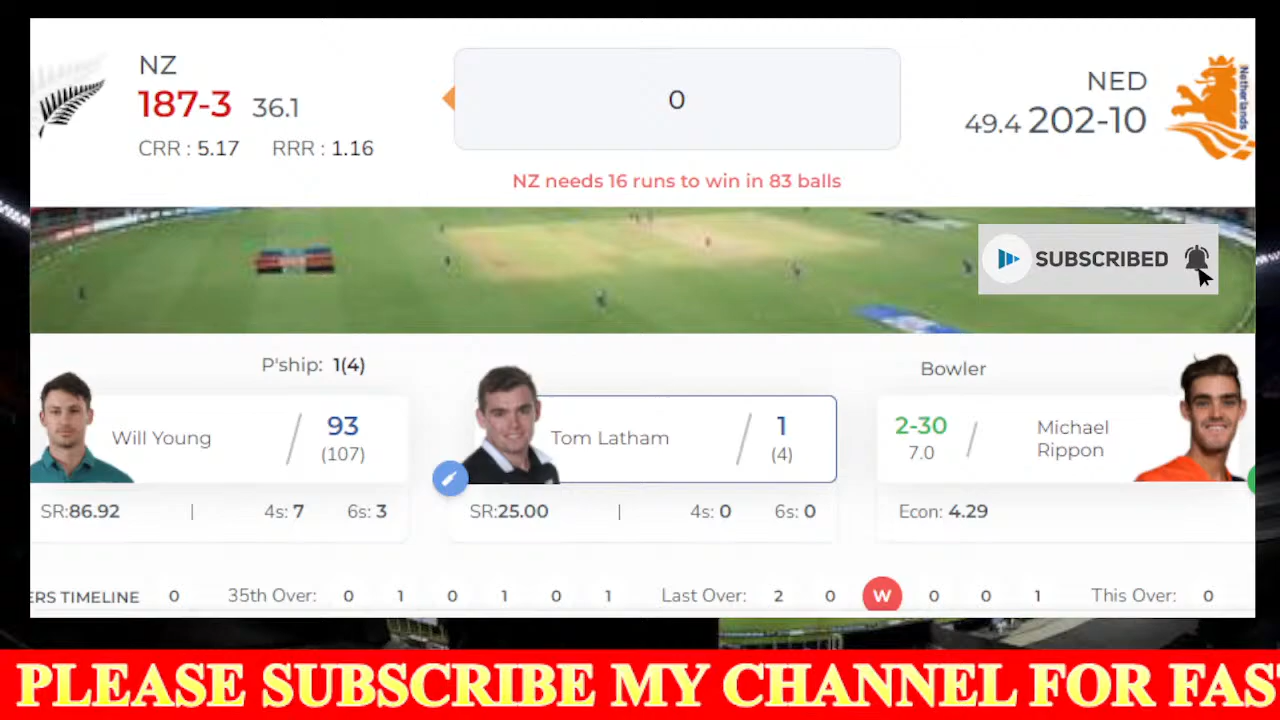 NZ
187-3 36.1
CRR : 5.17 RRR : 1.16
0
NZ needs 16 runs to win in 83 balls
NED
49.4 202-10
Netherlands
SUBSCRIBED
P'ship: 1(4)
Will Young 93 (107)
SR:86.92 | 4s: 7 6s: 3
Tom Latham 1 (4)
SR:25.00 | 4s: 0 6s: 0
Bowler
2-30 7.0 Michael Rippon
Econ: 4.29
ERS TIMELINE 0 35th Over: 0 1 0 1 0 1 Last Over: 2 0 W 0 0 1 This Over: 0
PLEASE SUBSCRIBE MY CHANNEL FOR FAS